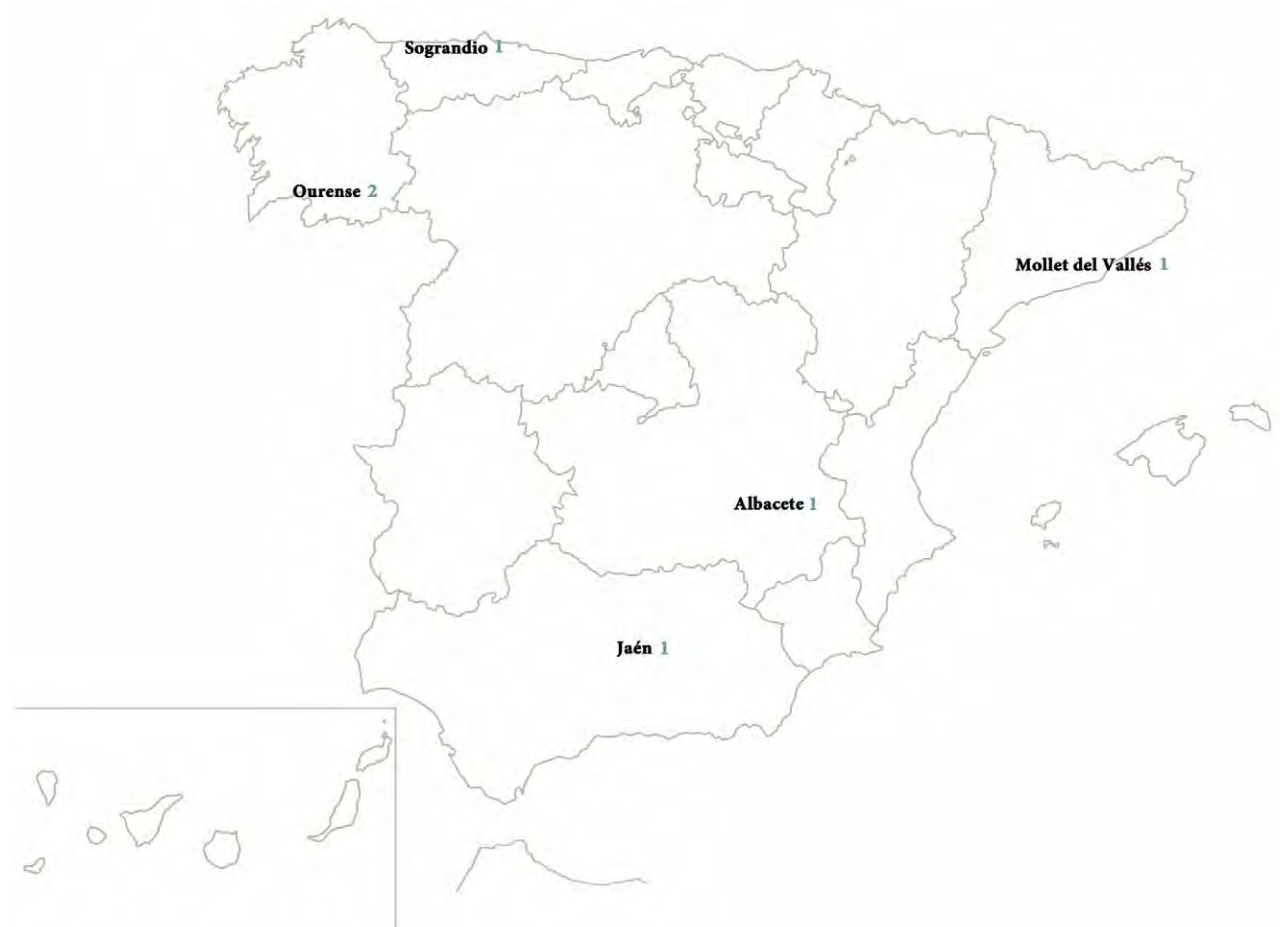 Sograndio 1
Ourense 2
Mollet del Vallés 1
Albacete 1
Jaén 1